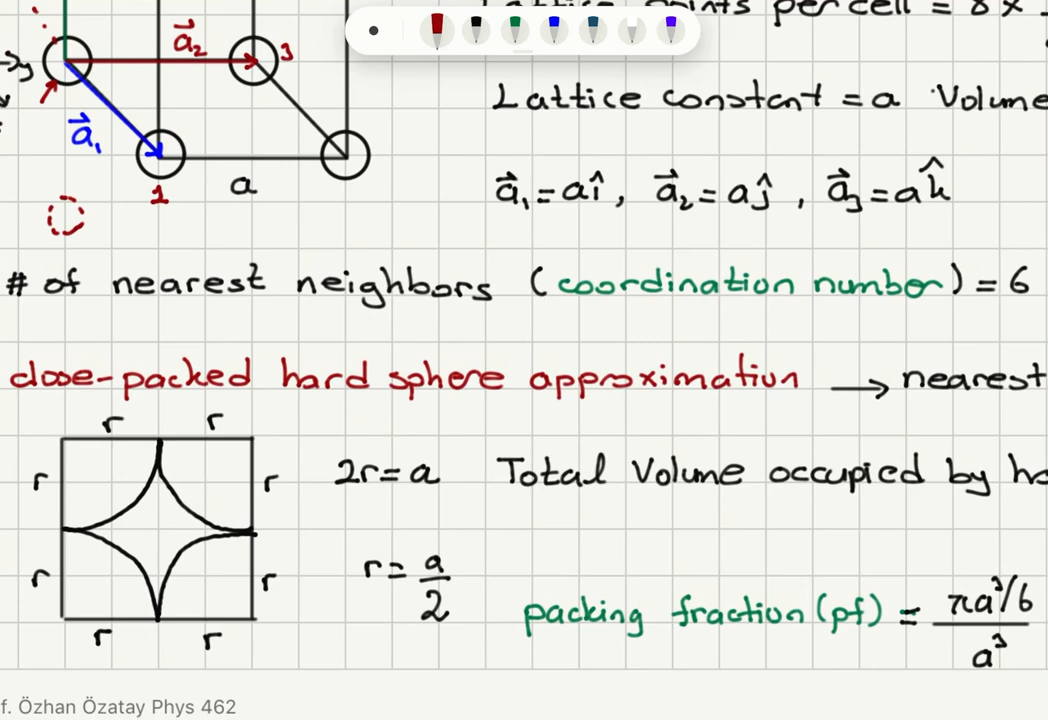 points per cell = 8 x
y
a⃗₂
3
a⃗₁
1
a
Lattice constant = a Volume
a⃗₁ = aî, a⃗₂ = aĵ, a⃗₃ = ak̂
# of nearest neighbors (coordination number) = 6
close-packed hard sphere approximation → nearest
r r
r r
r r
r r
2r = a Total Volume occupied by
r = a/2
packing fraction (pf) = πa³/6 / a³
f. Özhan Özatay Phys 462